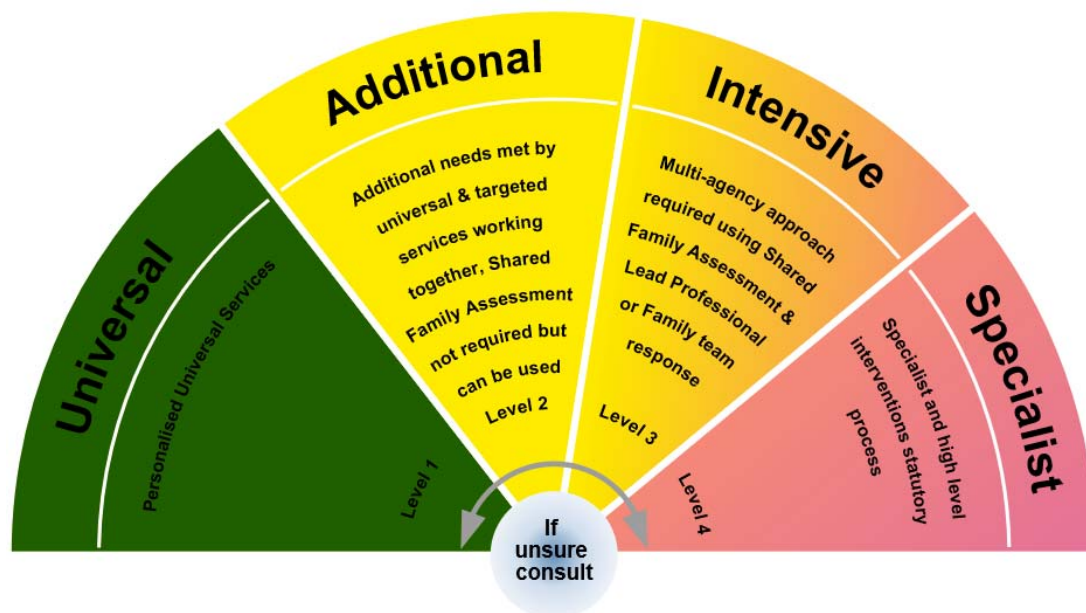 Universal
Personalised Universal Services
Level 1
Additional
Additional needs met by
universal & targeted
services working
together, Shared
Family Assessment
not required but
can be used
Level 2
Intensive
Multi-agency approach
required using Shared
Family Assessment &
Lead Professional
or Family team
response
Level 3
Specialist
Specialist and high level
interventions statutory
process
Level 4
If
unsure
consult